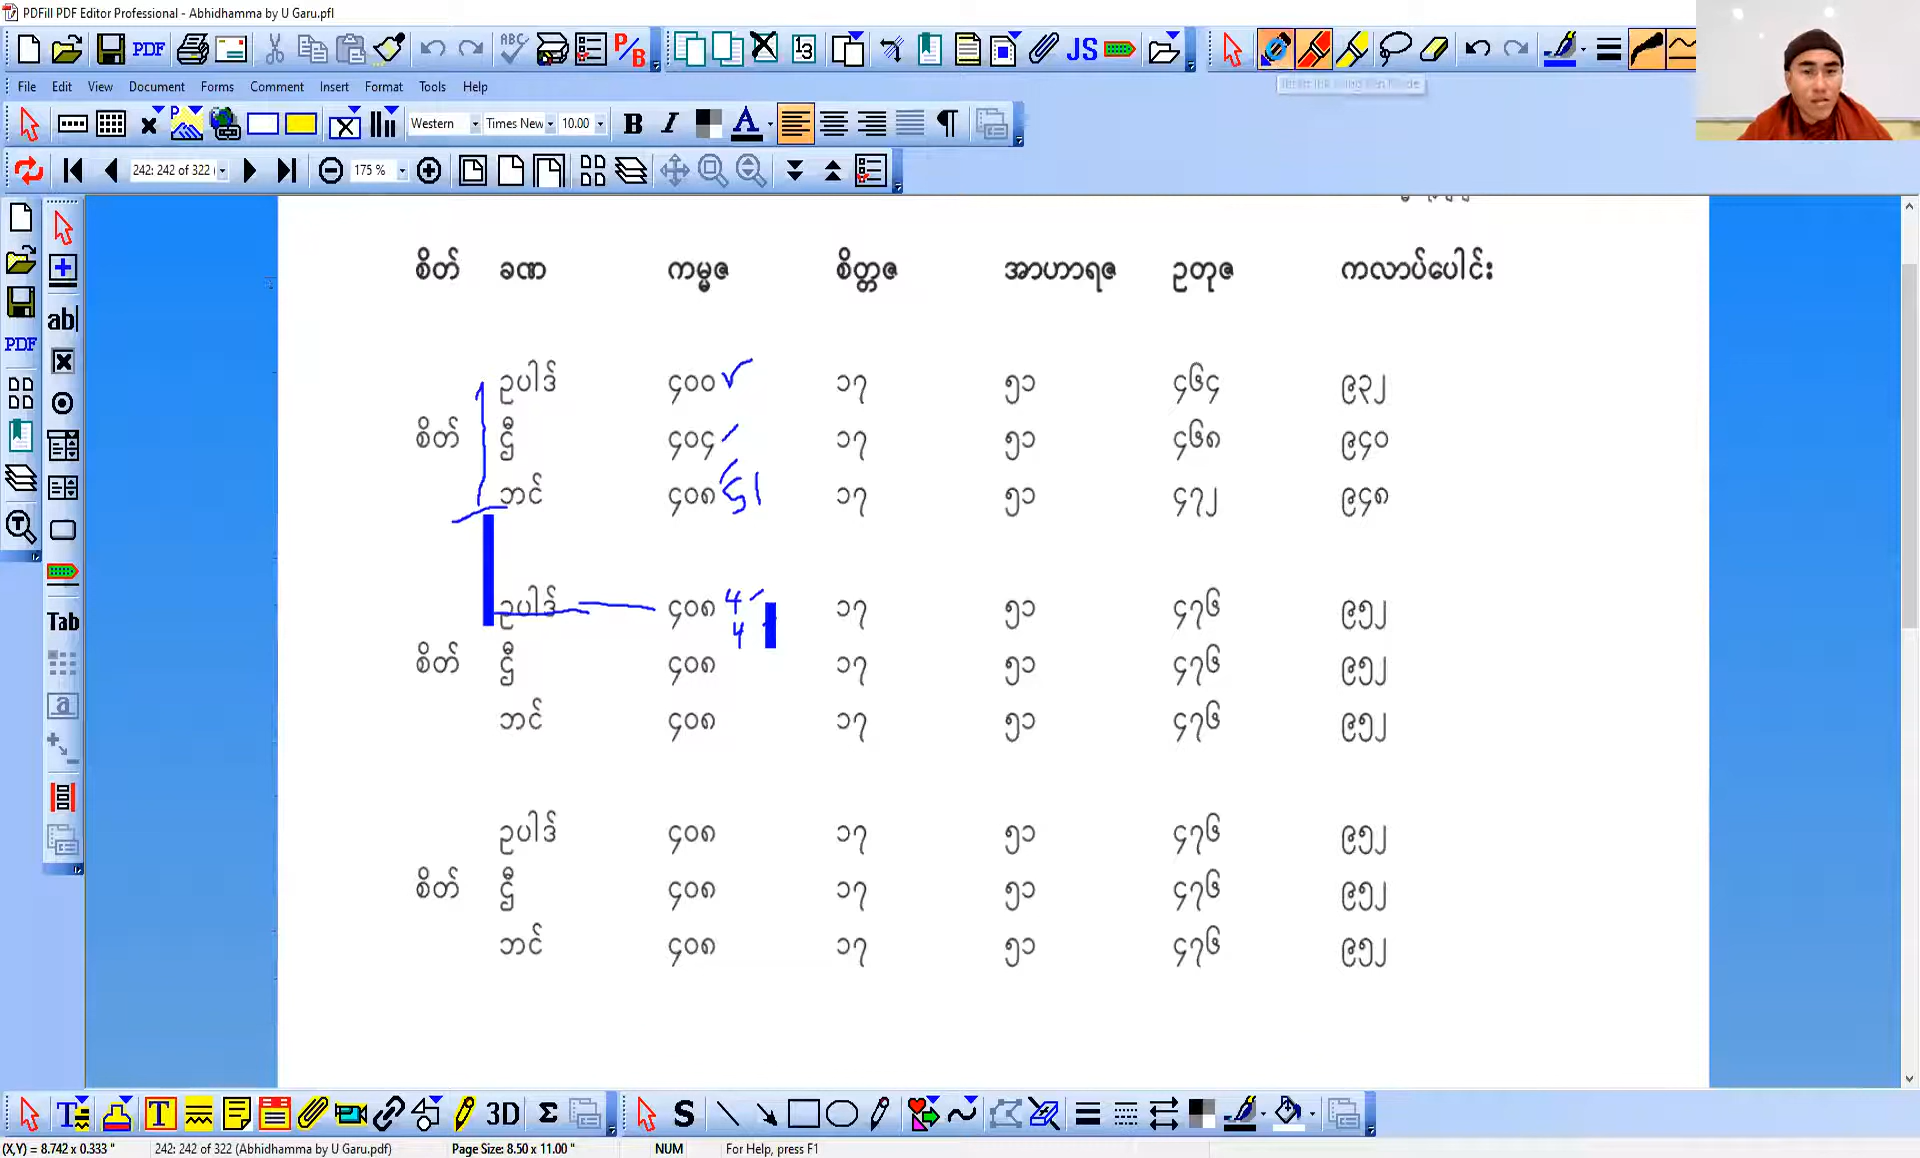 PDFill PDF Editor Professional - Abhidhamma by U Garu.pfl
PDF
ABC
P/B
13
JS
File Edit View Document Forms Comment Insert Format Tools Help
Western Times New 10.00 B I A ¶
242: 242 of 322 175 %
စိတ် ခဏ ကမ္မဇ စိတ္တဇ အာဟာရဇ ဥတုဇ ကလာပ်ပေါင်း
ဥပါဒ် ၄၀၀ ၁၇ ၅၁ ၄၆၄ ၉၃၂
စိတ် ဌီ ၄၀၄ ၁၇ ၅၁ ၄၆၈ ၉၄၀
ဘင် ၄၀၈ 51 ၁၇ ၅၁ ၄၇၂ ၉၄၈
ဥပါဒ် ၄၀၈ 4 ၁၇ ၅၁ ၄၇၆ ၉၅၂
4
စိတ် ဌီ ၄၀၈ ၁၇ ၅၁ ၄၇၆ ၉၅၂
ဘင် ၄၀၈ ၁၇ ၅၁ ၄၇၆ ၉၅၂
ဥပါဒ် ၄၀၈ ၁၇ ၅၁ ၄၇၆ ၉၅၂
စိတ် ဌီ ၄၀၈ ၁၇ ၅၁ ၄၇၆ ၉၅၂
ဘင် ၄၀၈ ၁၇ ၅၁ ၄၇၆ ၉၅၂
ab|
PDF
Tab
a
T T 3D Σ S
(X,Y) = 8.742 x 0.333 " 242: 242 of 322 (Abhidhamma by U Garu.pdf) Page Size: 8.50 x 11.00 " NUM For Help, press F1